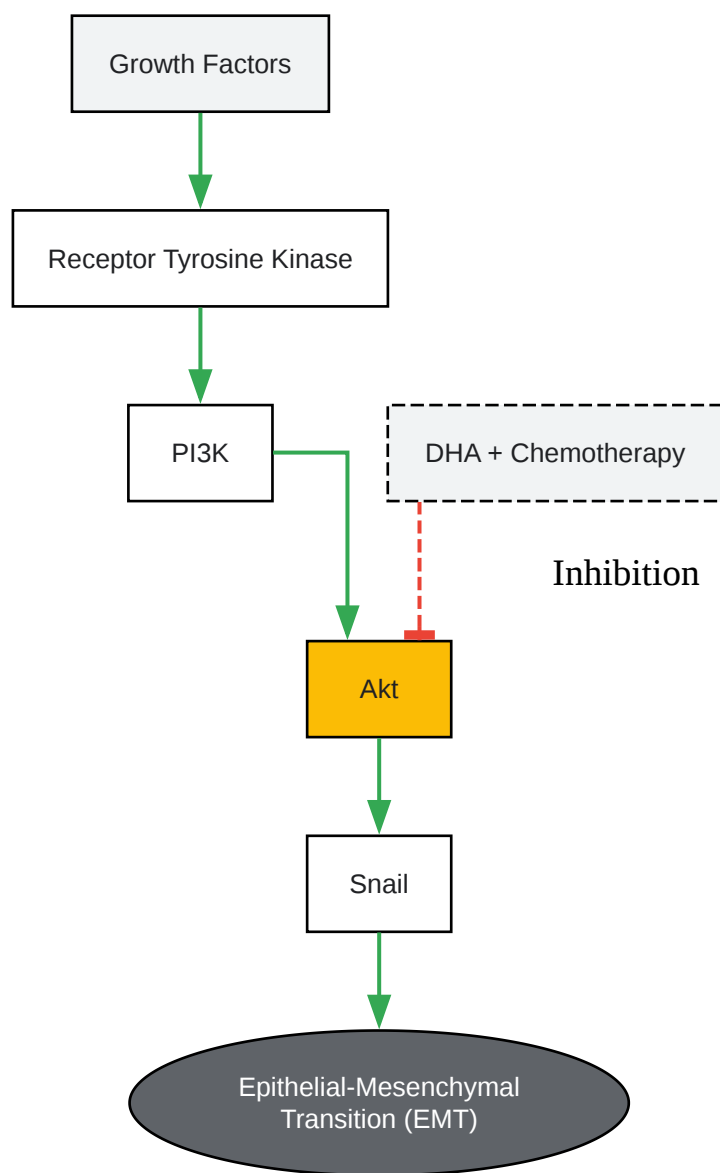 Growth Factors
Receptor Tyrosine Kinase
PI3K
DHA + Chemotherapy
Inhibition
Akt
Snail
Epithelial-Mesenchymal
Transition (EMT)